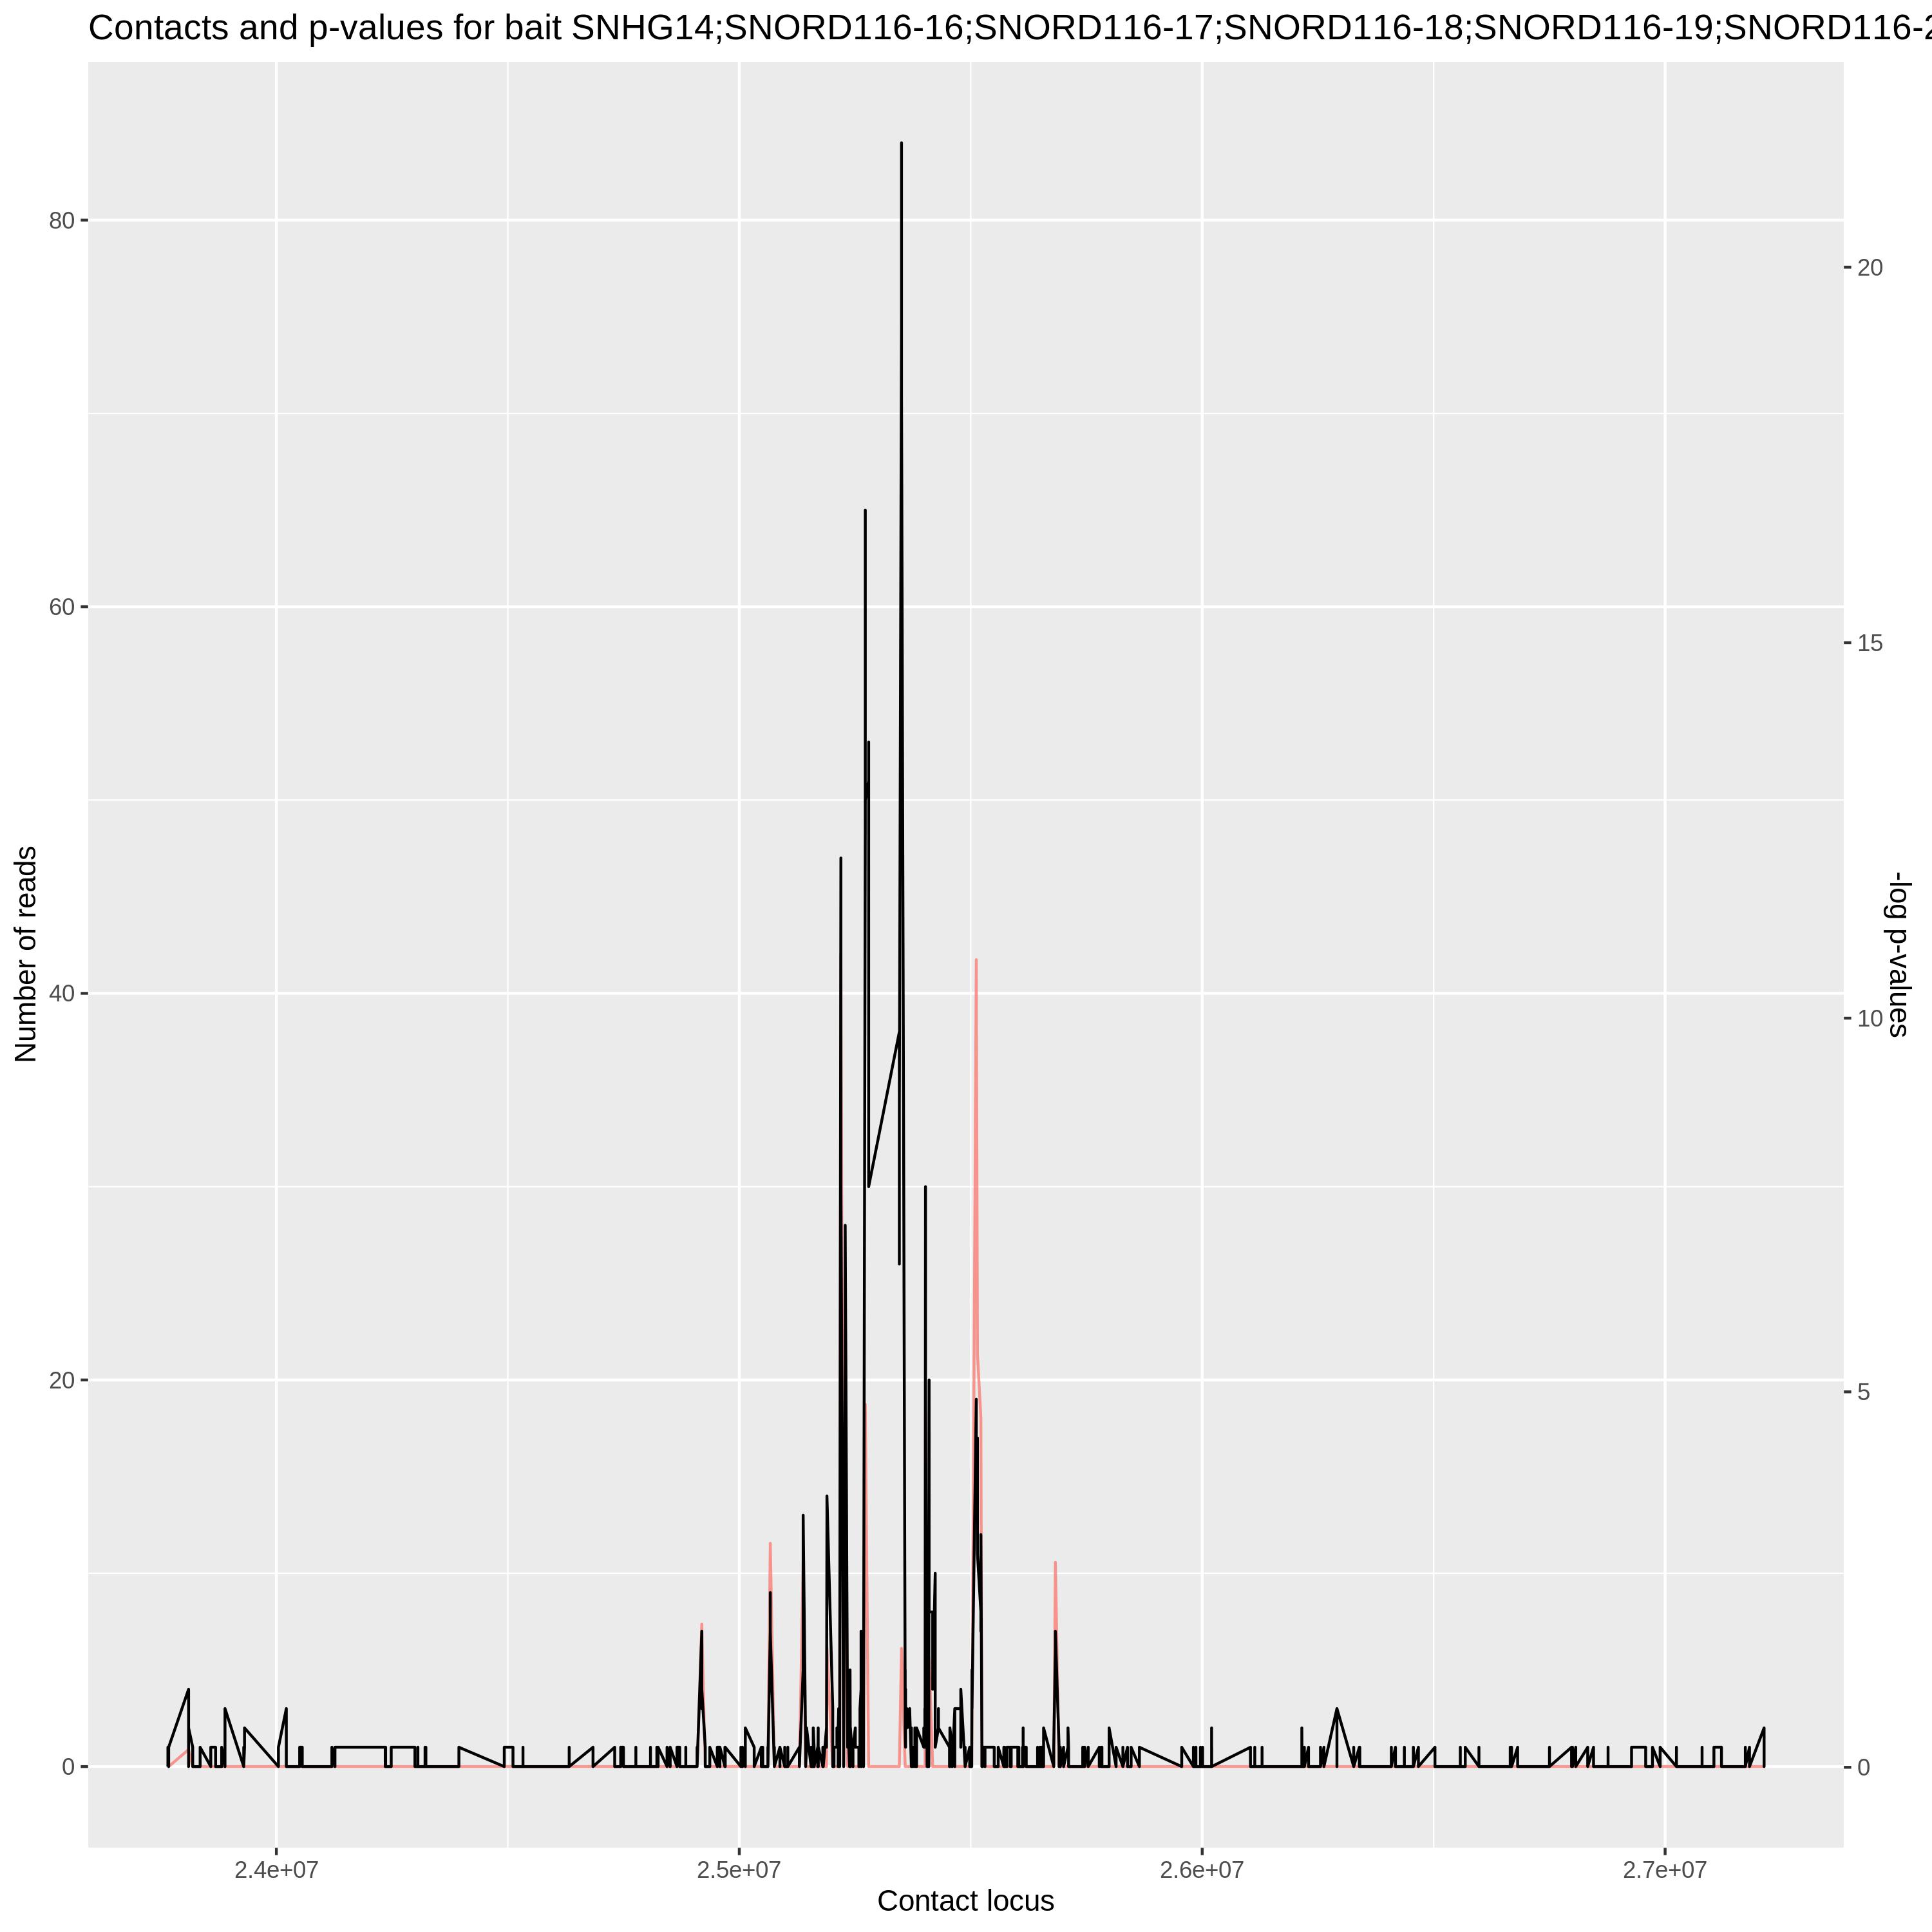 Contacts and p-values for bait SNHG14;SNORD116-16;SNORD116-17;SNORD116-18;SNORD116-19;SNORD116-2
80
60
40
20
0
Number of reads
20
15
10
5
0
-log p-values
2.4e+07
2.5e+07
2.6e+07
2.7e+07
Contact locus